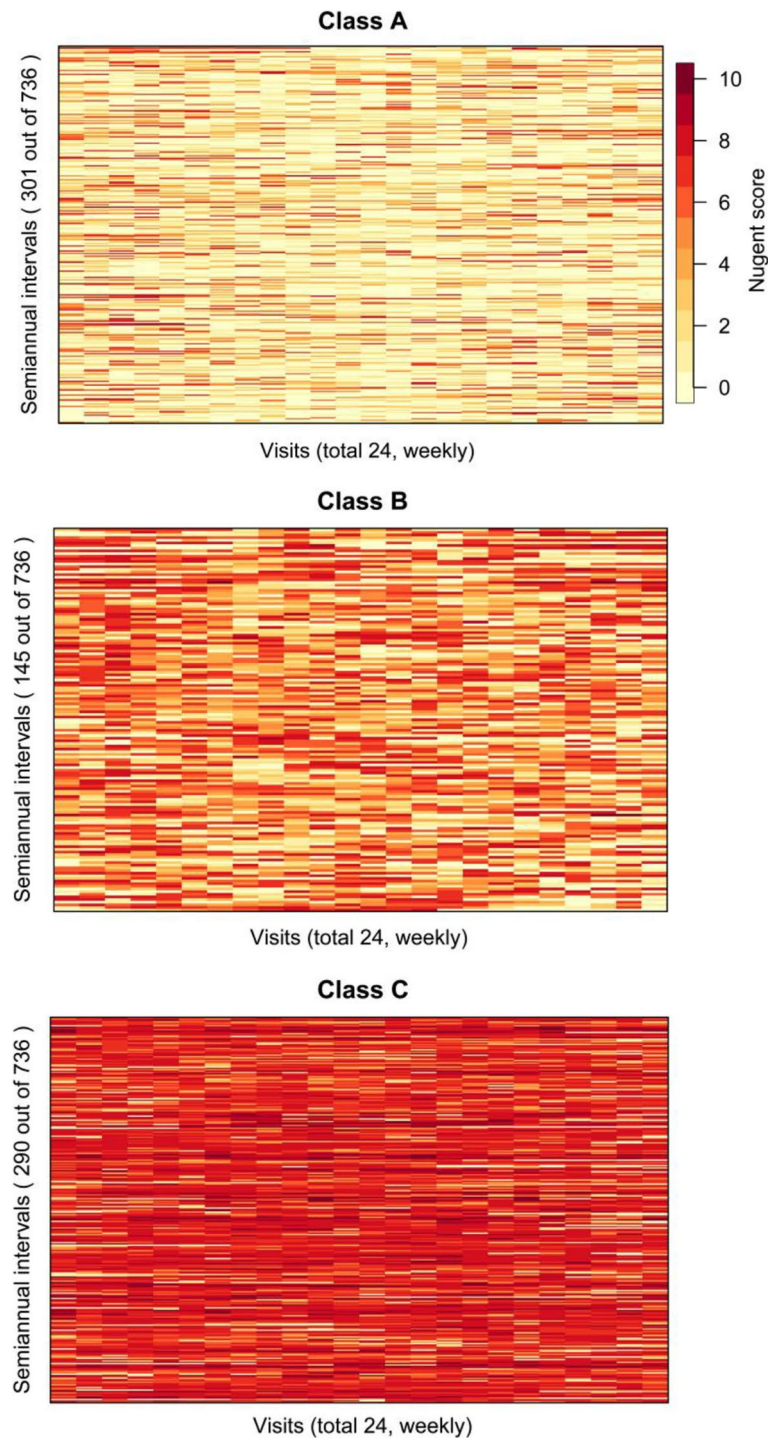 Class A
Semiannual intervals ( 301 out of 736 )
Visits (total 24, weekly)
10
8
6
4
2
0
Nugent score
Class B
Semiannual intervals ( 145 out of 736 )
Visits (total 24, weekly)
Class C
Semiannual intervals ( 290 out of 736 )
Visits (total 24, weekly)